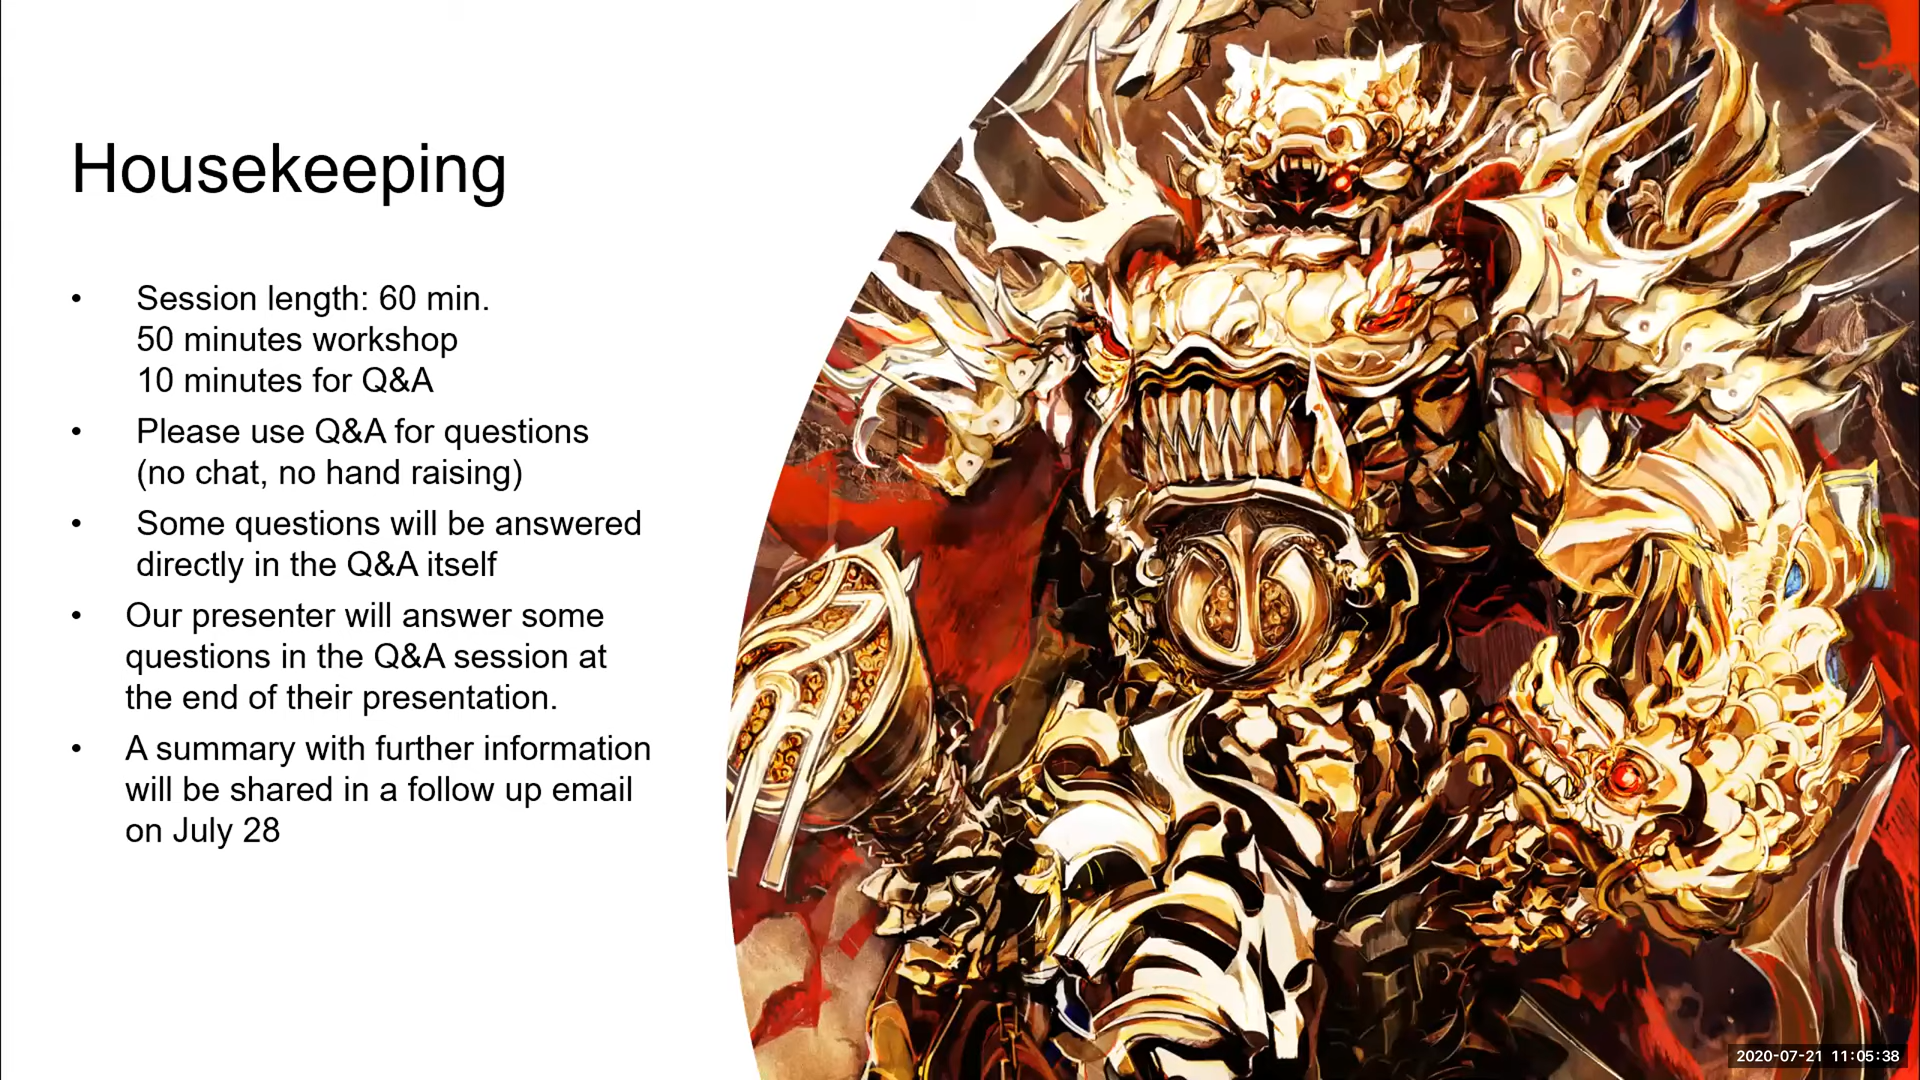 Housekeeping
• Session length: 60 min.
50 minutes workshop
10 minutes for Q&A
• Please use Q&A for questions
(no chat, no hand raising)
• Some questions will be answered
directly in the Q&A itself
• Our presenter will answer some
questions in the Q&A session at
the end of their presentation.
• A summary with further information
will be shared in a follow up email
on July 28
2020-07-21 11:05:38